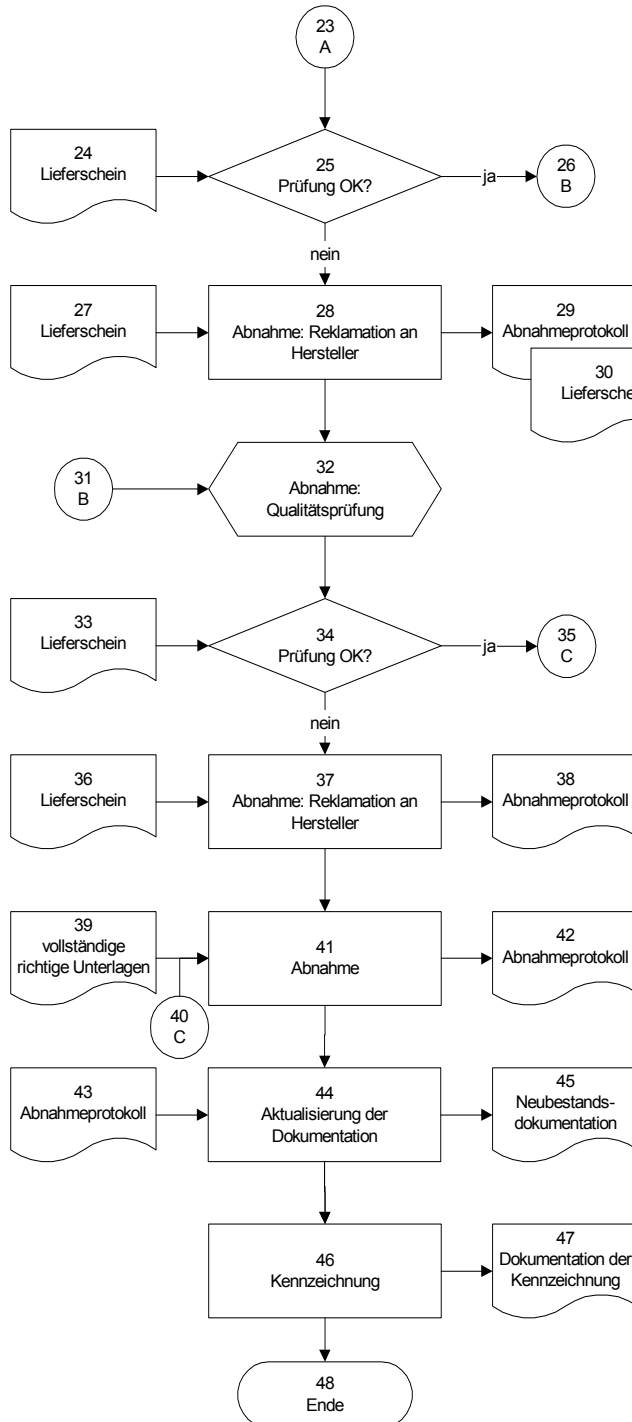 23
A
24
Lieferschein
25
Prüfung OK?
ja
26
B
nein
27
Lieferschein
28
Abnahme: Reklamation an
Hersteller
29
Abnahmeprotokoll
30
31
B
32
Abnahme:
Qualitätsprüfung
33
Lieferschein
34
Prüfung OK?
ja
35
C
nein
36
Lieferschein
37
Abnahme: Reklamation an
Hersteller
38
Abnahmeprotokoll
39
vollständige
richtige Unterlagen
40
C
41
Abnahme
42
Abnahmeprotokoll
43
Abnahmeprotokoll
44
Aktualisierung der
Dokumentation
45
Neubestands-
dokumentation
46
Kennzeichnung
47
Dokumentation der
Kennzeichnung
48
Ende